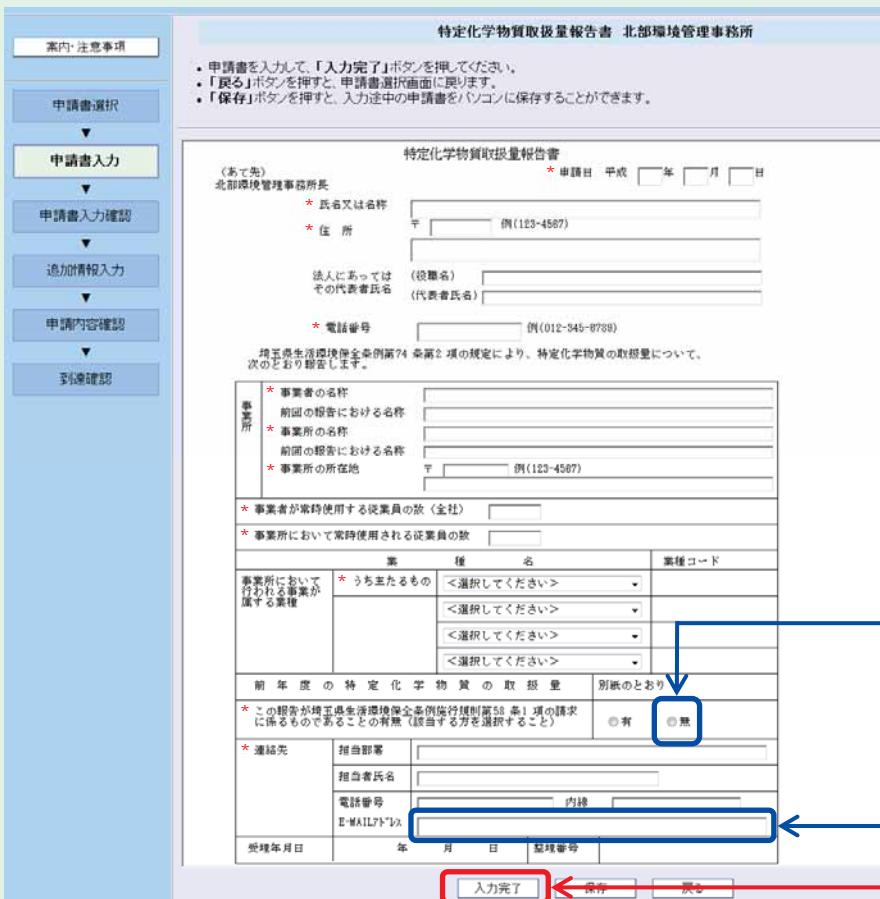 案内・注意事項
申請書選択
▼
申請書入力
▼
申請書入力確認
▼
追加情報入力
▼
申請内容確認
▼
到達確認
特定化学物質取扱量報告書 北部環境管理事務所
・申請書を入力して、「入力完了」ボタンを押してください。
・「戻る」ボタンを押すと、申請書選択画面に戻ります。
・「保存」ボタンを押すと、入力途中の申請書をパソコンに保存することができます。
特定化学物質取扱量報告書
(あて先)
北部環境管理事務所長
* 申請日 平成 年 月 日
* 氏名又は名称
* 住 所 〒 例(123-4567)
法人にあっては (役職名)
その代表者氏名 (代表者氏名)
* 電話番号 例(012-345-6789)
埼玉県生活環境保全条例第74 条第2 項の規定により、特定化学物質の取扱量について、
次のとおり報告します。
事業所
* 事業者の名称
前回の報告における名称
* 事業所の名称
前回の報告における名称
* 事業所の所在地 〒 例(123-4567)
* 事業者が常時使用する従業員の数(全社)
* 事業所において常時使用される従業員の数
業 種 名 業種コード
事業所において
行われる事業が
属する業種
* うち主たるもの <選択してください>
<選択してください>
<選択してください>
<選択してください>
前 年 度 の 特 定 化 学 物 質 の 取 扱 量 別紙のとおり
* この報告が埼玉県生活環境保全条例施行規則第58 条1 項の請求
に係るものであることの有無(該当する方を選択すること) 有 無
* 連絡先 担当部署
担当者氏名
電話番号 内線
E-MAILアドレス
受理年月日 年 月 日 整理番号
入力完了 保存 戻る